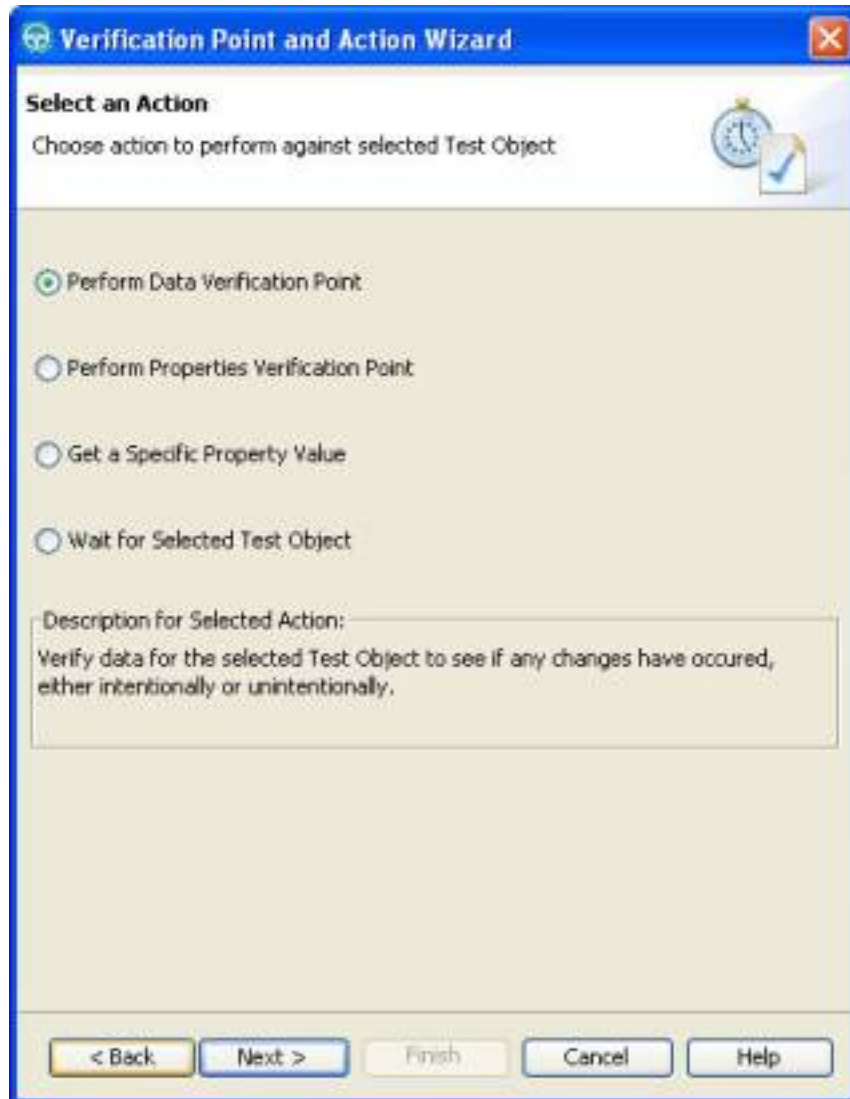 Verification Point and Action Wizard
Select an Action
Choose action to perform against selected Test Object
Perform Data Verification Point
Perform Properties Verification Point
Get a Specific Property Value
Wait for Selected Test Object
Description for Selected Action:
Verify data for the selected Test Object to see if any changes have occured,
either intentionally or unintentionally.
< Back Next > Finish Cancel Help